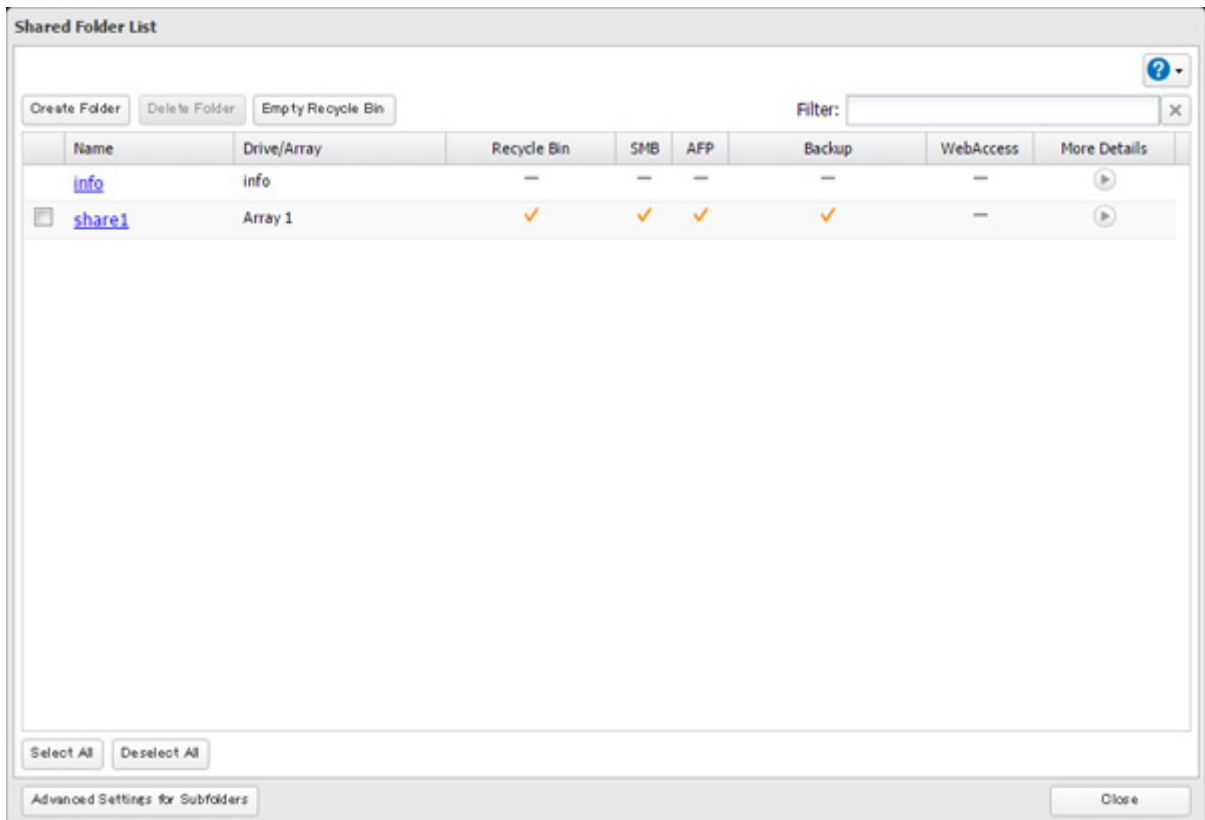 Shared Folder List
Create Folder Delete Folder Empty Recycle Bin Filter:
Name Drive/Array Recycle Bin SMB AFP Backup WebAccess More Details
info info
share1 Array 1
Select All Deselect All
Advanced Settings for Subfolders Close